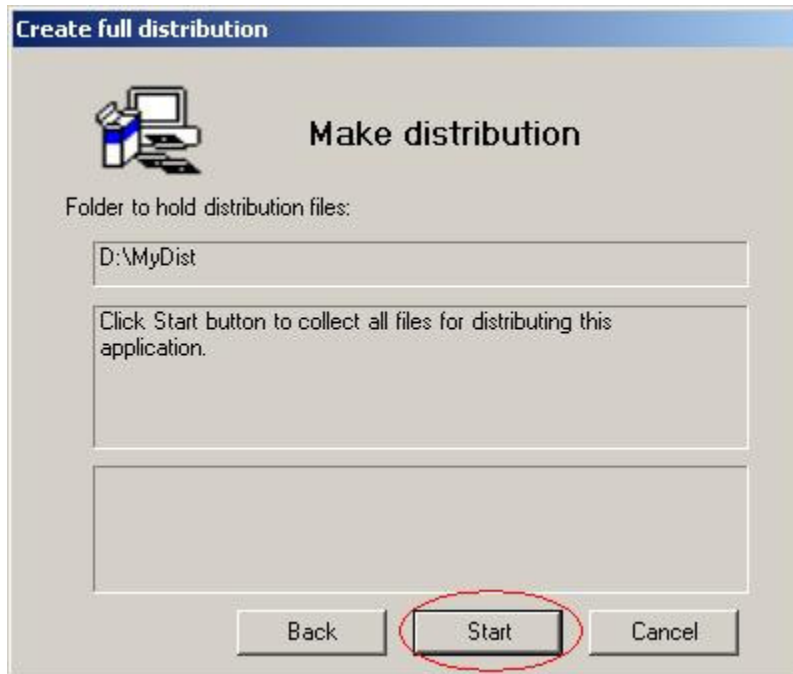 Create full distribution
Make distribution
Folder to hold distribution files:
D:\MyDist
Click Start button to collect all files for distributing this
application.
Back Start Cancel